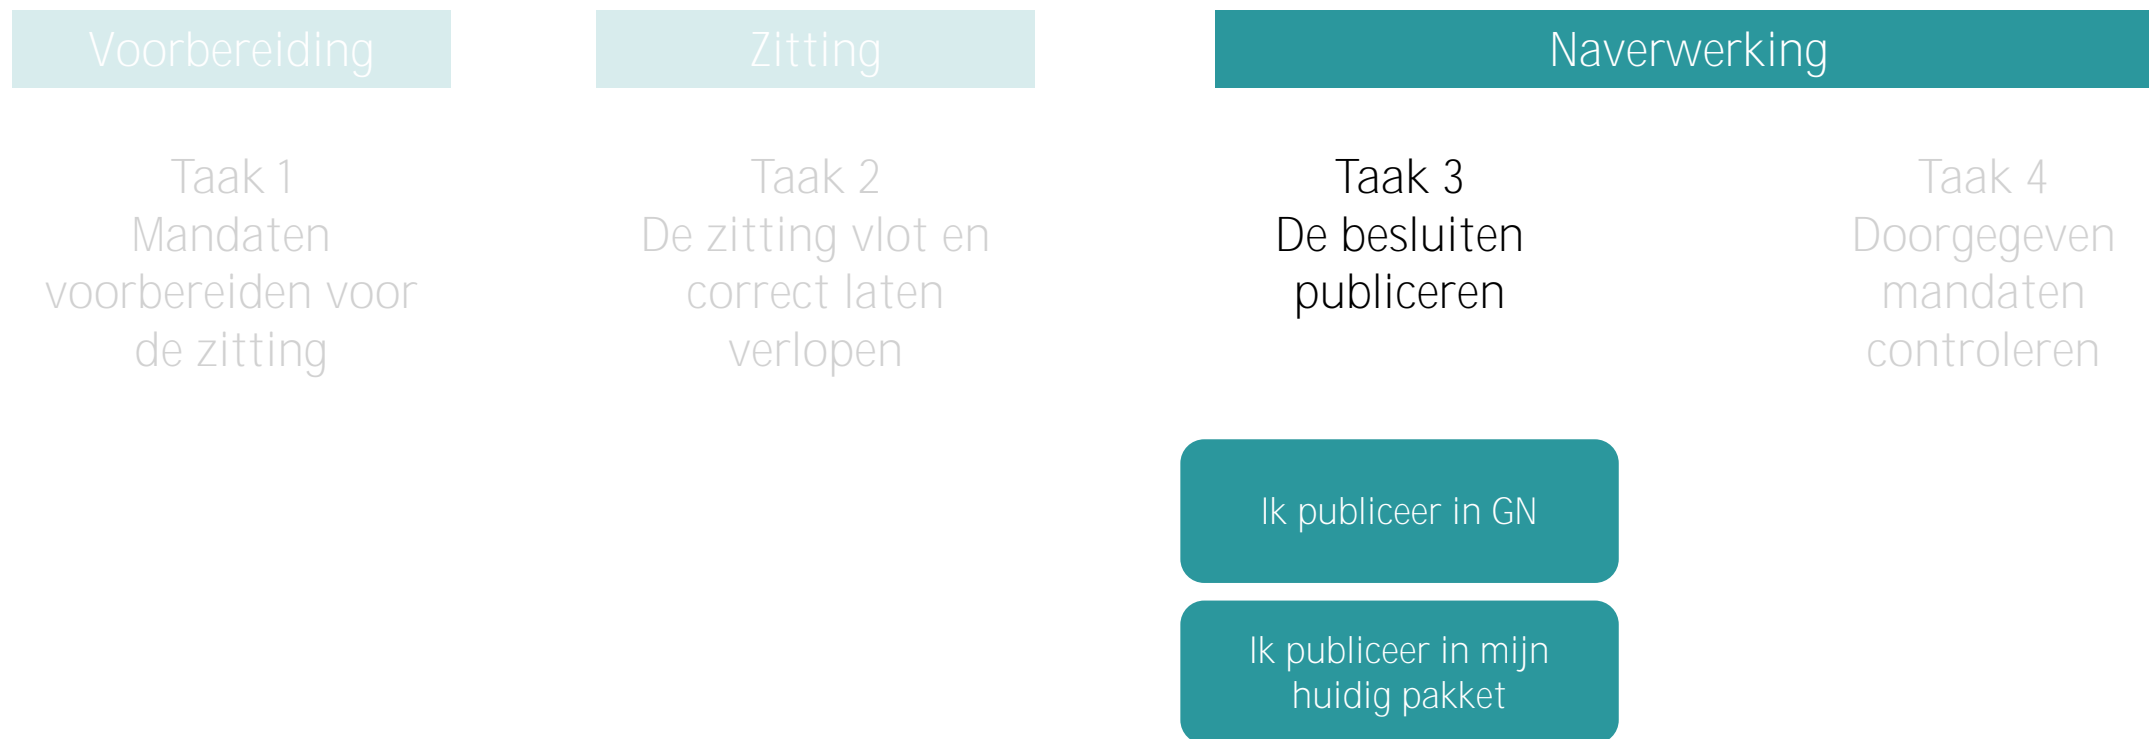 Voorbereiding
Zitting
Naverwerking
Taak 1
Mandaten
voorbereiden voor
de zitting
Taak 2
De zitting vlot en
correct laten
verlopen
Taak 3
De besluiten
publiceren
Taak 4
Doorgegeven
mandaten
controleren
Ik publiceer in GN
Ik publiceer in mijn
huidig pakket